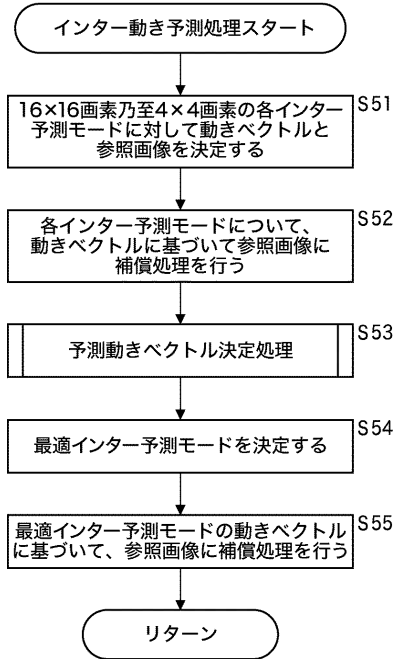 インター動き予測処理スタート
S51
16×16画素乃至4×4画素の各インター
予測モードに対して動きベクトルと
参照画像を決定する
S52
各インター予測モードについて、
動きベクトルに基づいて参照画像に
補償処理を行う
S53
予測動きベクトル決定処理
S54
最適インター予測モードを決定する
S55
最適インター予測モードの動きベクトル
に基づいて、参照画像に補償処理を行う
リターン